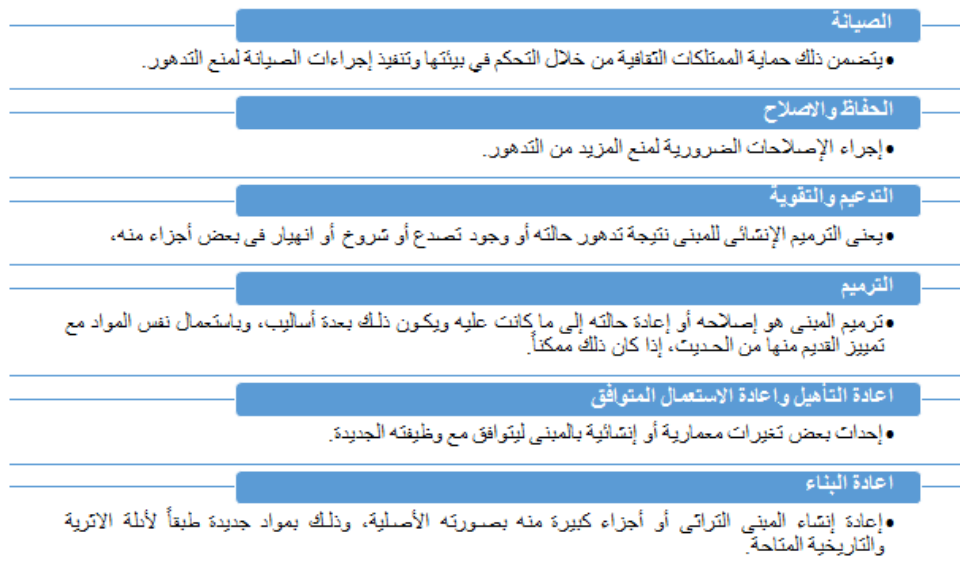 الصيانة
•يتضمن ذلك حماية الممتلكات الثقافية من خلال التحكم في بيئتها وتنفيذ إجراءات الصيانة لمنع التدهور.
الحفاظ والاصلاح
•إجراء الإصلاحات الضرورية لمنع المزيد من التدهور.
التدعيم والتقوية
•يعنى الترميم الإنشائى للمبنى نتيجة تدهور حالته أو وجود تصدع أو شروخ أو انهيار فى بعض أجزاء منه،
الترميم
•ترميم المبنى هو إصلاحه أو إعادة حالته إلى ما كانت عليه ويكون ذلك بعدة أساليب، وباستعمال نفس المواد مع
تمييز القديم منها من الحديث، إذا كان ذلك ممكناً.
اعادة التأهيل واعادة الاستعمال المتوافق
•إحداث بعض تغيرات معمارية أو إنشائية بالمبنى ليتوافق مع وظيفته الجديدة.
اعادة البناء
•إعادة إنشاء المبنى التراثى أو أجزاء كبيرة منه بصورته الأصلية، وذلك بمواد جديدة طبقاً لأدلة الاثرية
والتاريخية المتاحة.